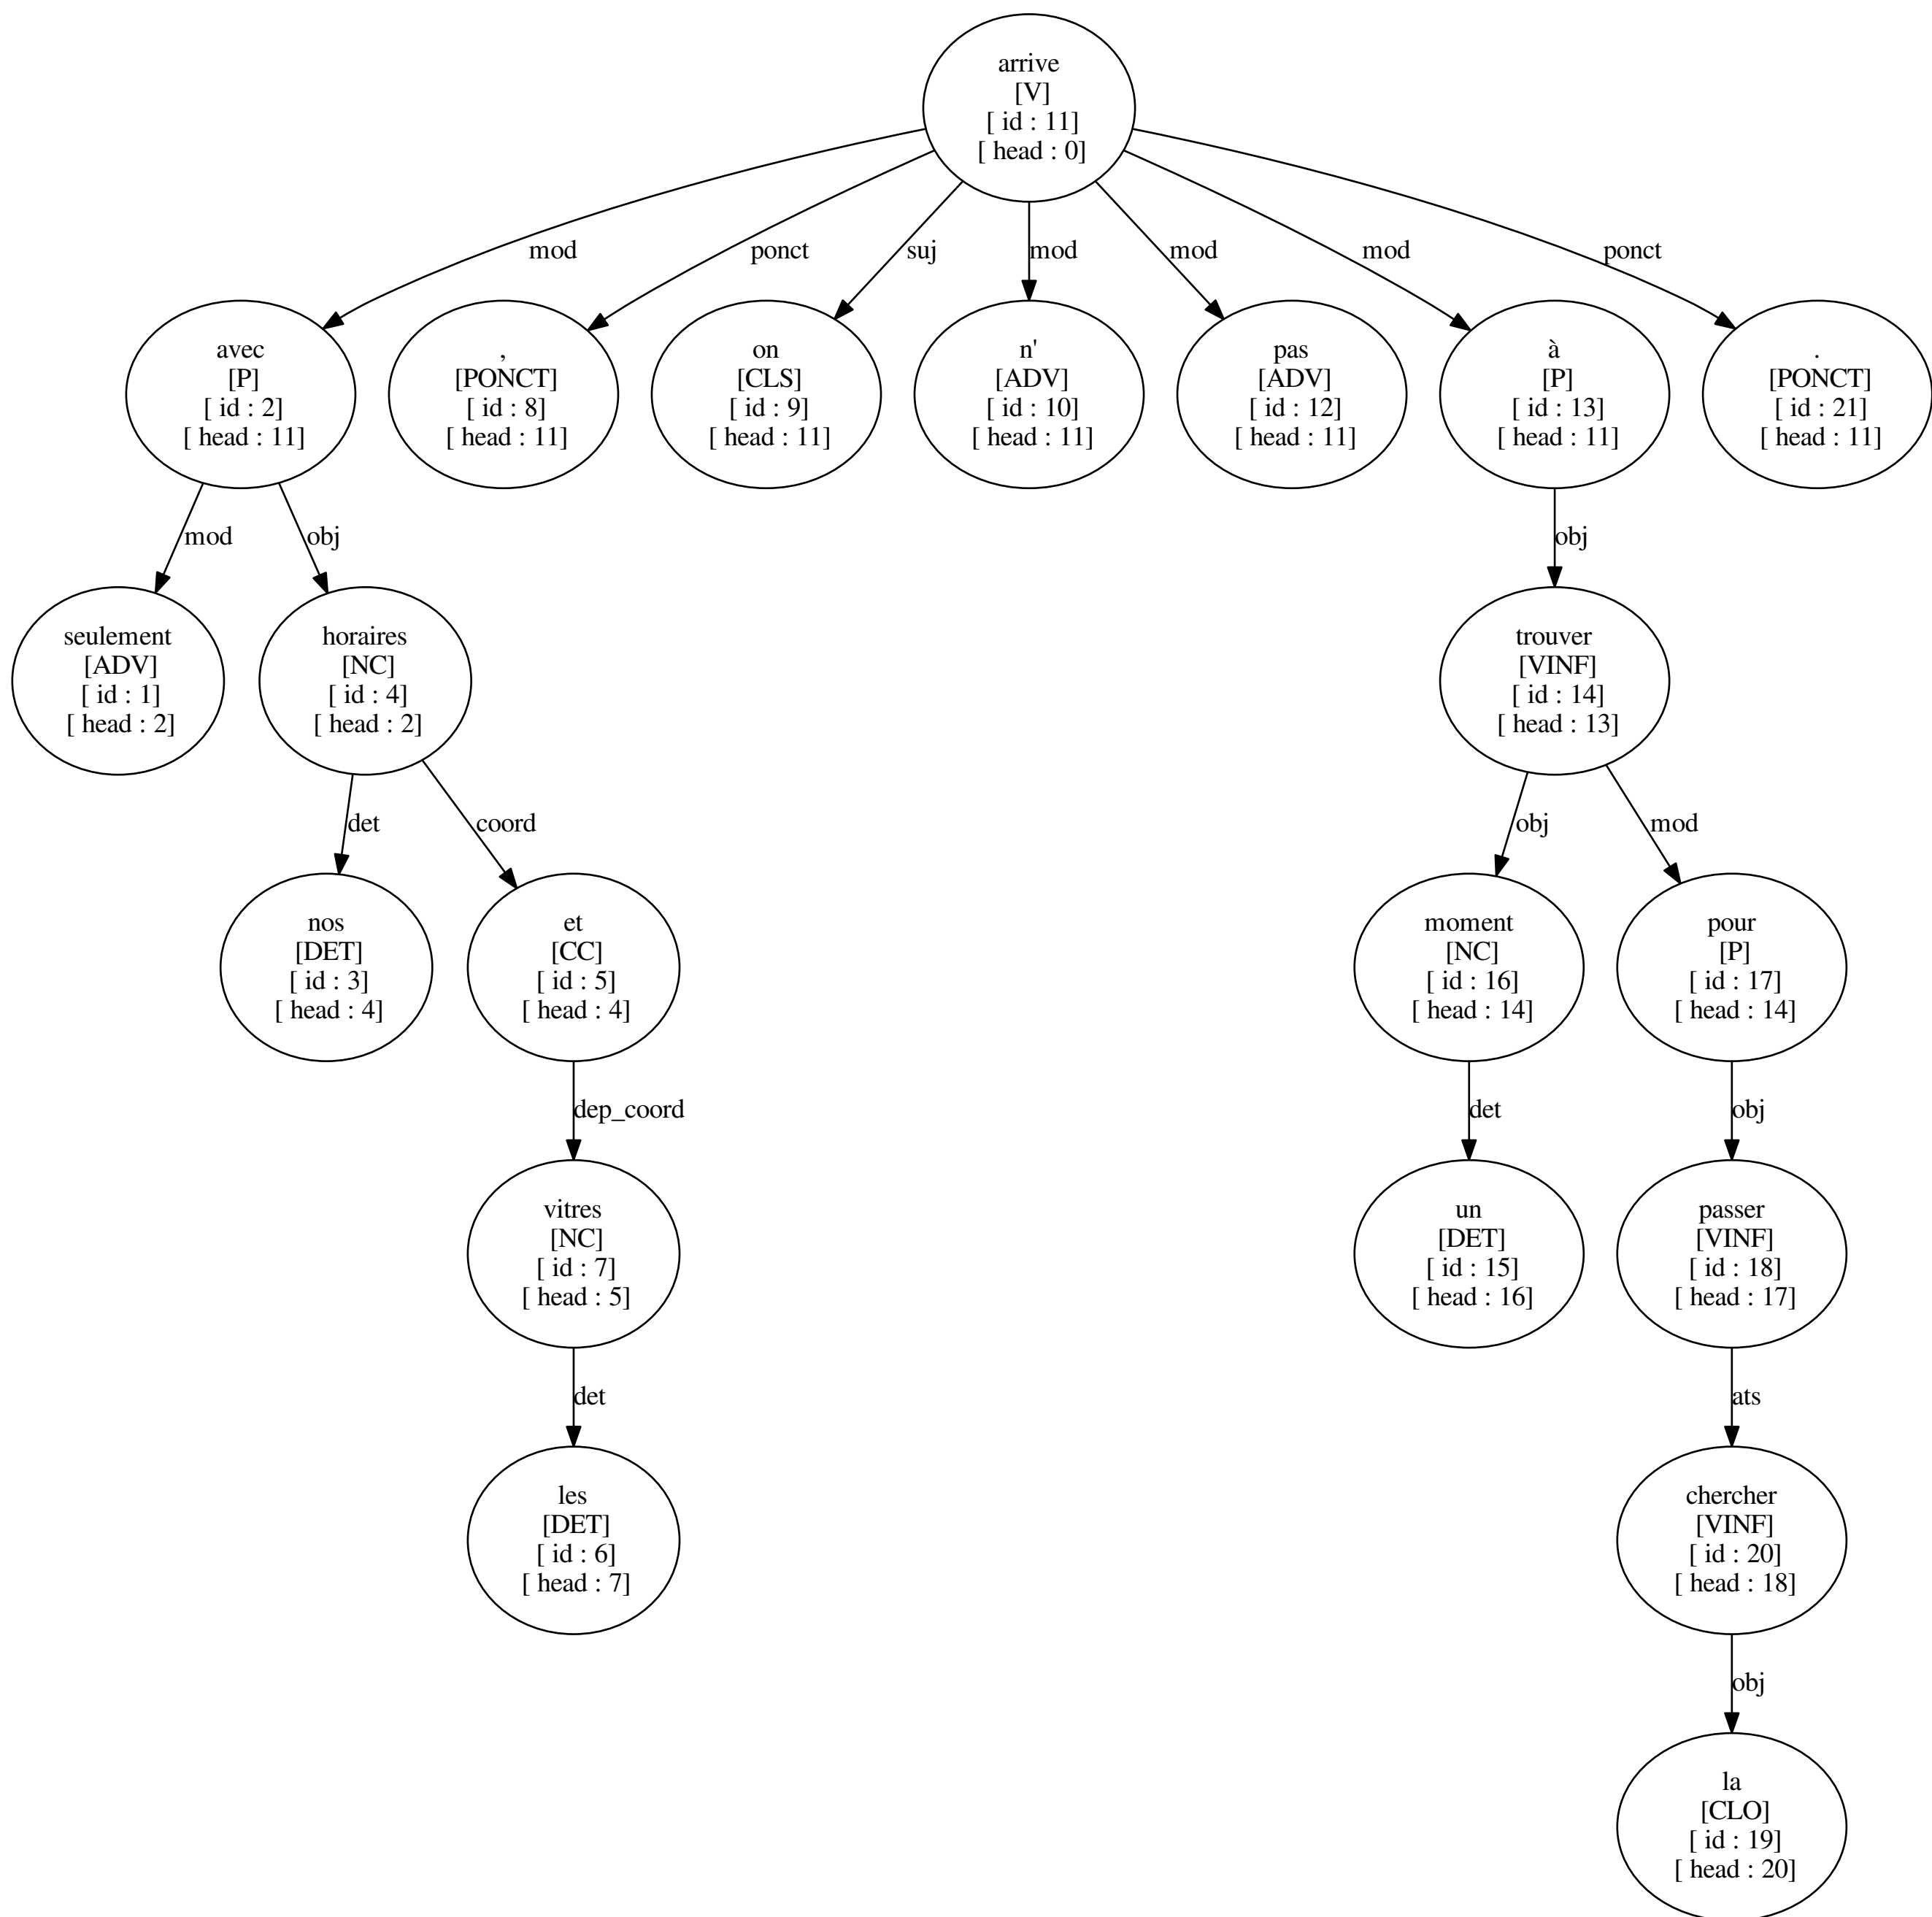 arrive
[V]
[ id : 11]
[ head : 0]
mod
ponct
suj
mod
mod
mod
ponct
avec
[P]
[ id : 2]
[ head : 11]
,
[PONCT]
[ id : 8]
[ head : 11]
on
[CLS]
[ id : 9]
[ head : 11]
n'
[ADV]
[ id : 10]
[ head : 11]
pas
[ADV]
[ id : 12]
[ head : 11]
à
[P]
[ id : 13]
[ head : 11]
.
[PONCT]
[ id : 21]
[ head : 11]
mod
obj
obj
seulement
[ADV]
[ id : 1]
[ head : 2]
horaires
[NC]
[ id : 4]
[ head : 2]
trouver
[VINF]
[ id : 14]
[ head : 13]
det
coord
obj
mod
nos
[DET]
[ id : 3]
[ head : 4]
et
[CC]
[ id : 5]
[ head : 4]
moment
[NC]
[ id : 16]
[ head : 14]
pour
[P]
[ id : 17]
[ head : 14]
dep_coord
det
obj
vitres
[NC]
[ id : 7]
[ head : 5]
un
[DET]
[ id : 15]
[ head : 16]
passer
[VINF]
[ id : 18]
[ head : 17]
det
ats
les
[DET]
[ id : 6]
[ head : 7]
chercher
[VINF]
[ id : 20]
[ head : 18]
obj
la
[CLO]
[ id : 19]
[ head : 20]